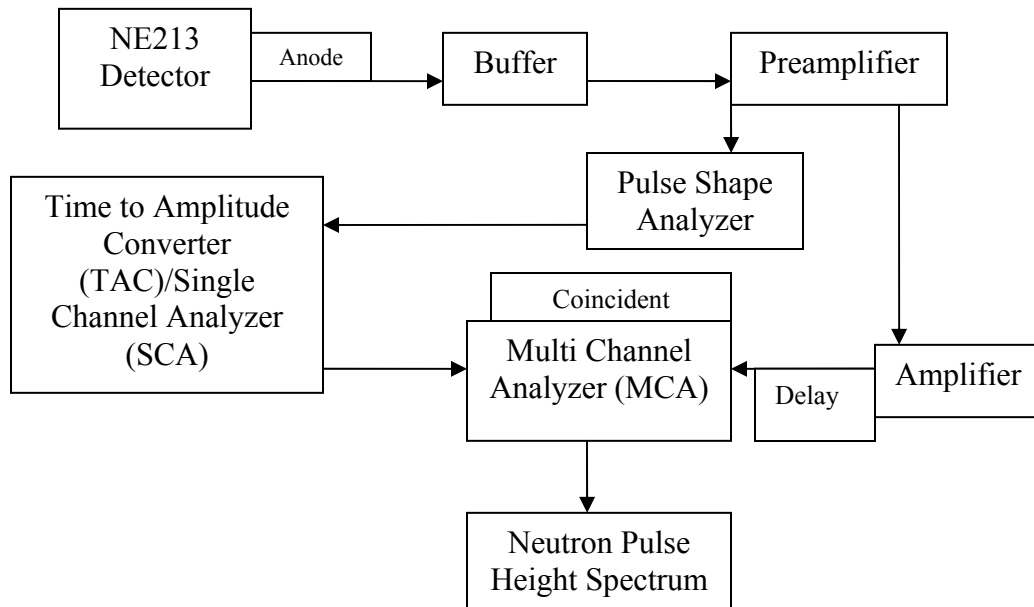 NE213
Detector
Anode
Buffer
Preamplifier
Pulse Shape
Analyzer
Time to Amplitude
Converter
(TAC)/Single
Channel Analyzer
(SCA)
Coincident
Multi Channel
Analyzer (MCA)
Delay
Amplifier
Neutron Pulse
Height Spectrum